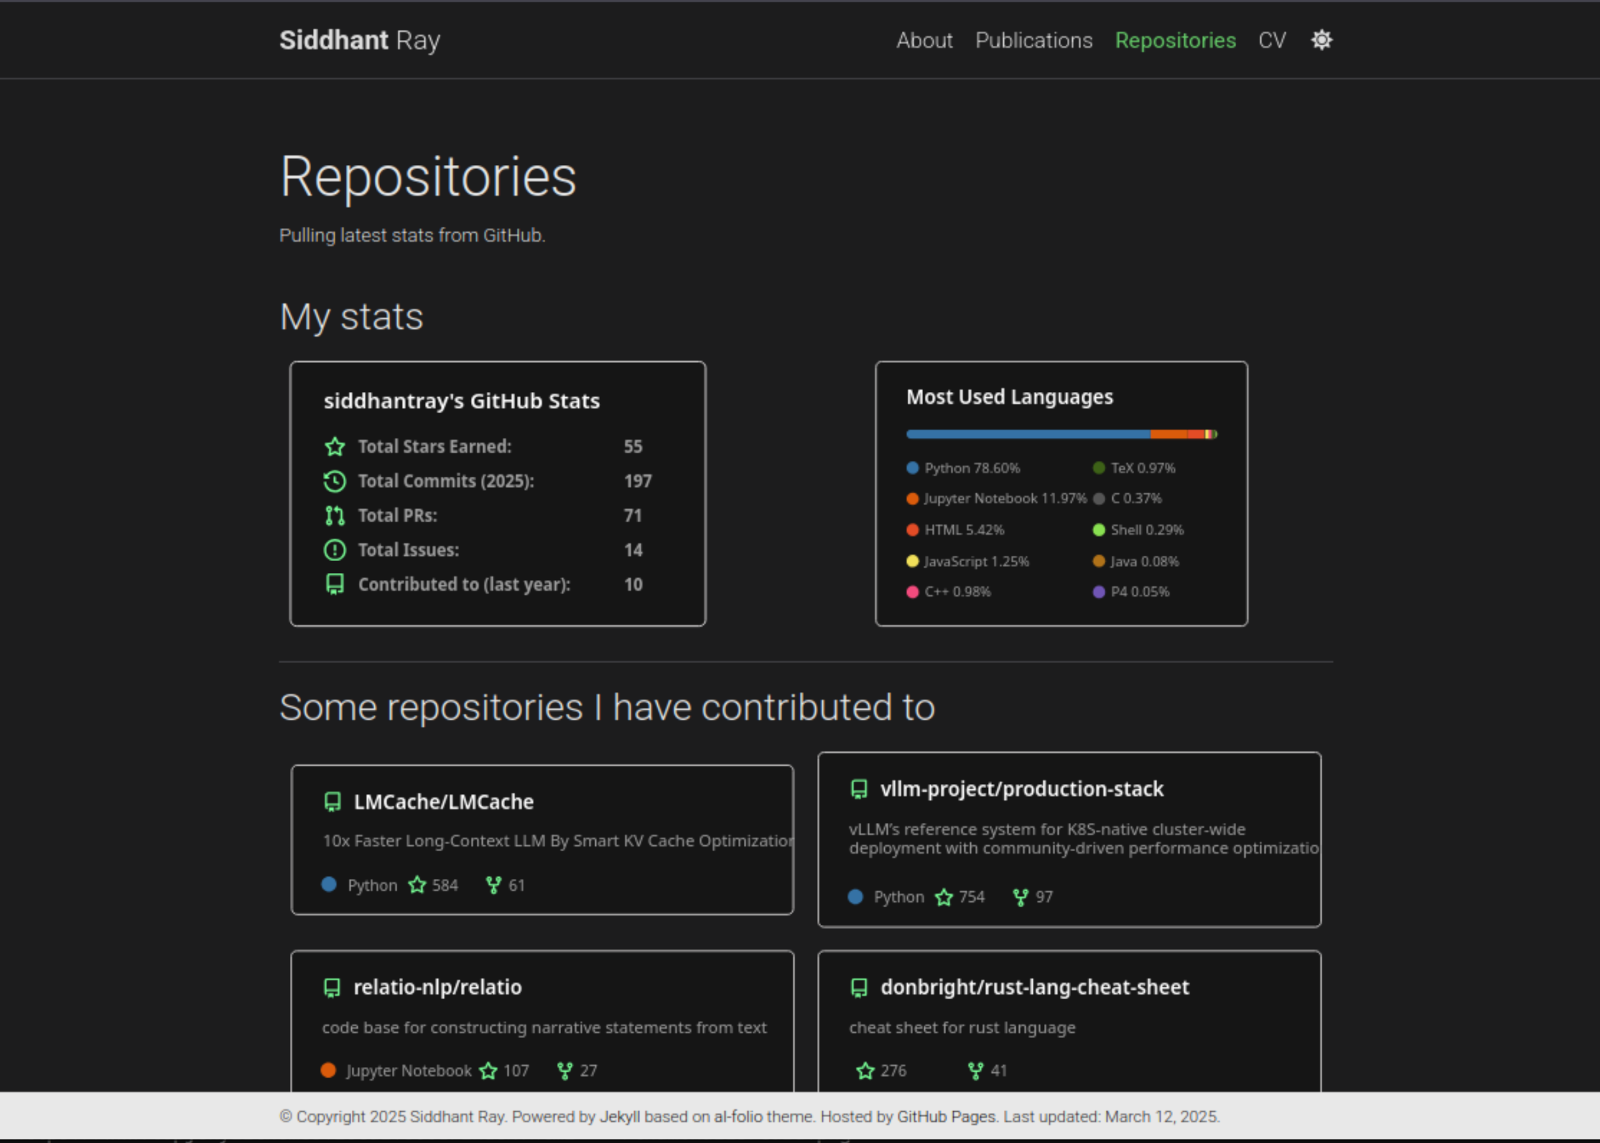 Siddhant Ray
About Publications Repositories CV
Repositories
Pulling latest stats from GitHub.
My stats
siddhantray's GitHub Stats
Total Stars Earned: 55
Total Commits (2025): 197
Total PRs: 71
Total Issues: 14
Contributed to (last year): 10
Most Used Languages
Python 78.60% TeX 0.97%
Jupyter Notebook 11.97% C 0.37%
HTML 5.42% Shell 0.29%
JavaScript 1.25% Java 0.08%
C++ 0.98% P4 0.05%
Some repositories I have contributed to
LMCache/LMCache
10x Faster Long-Context LLM By Smart KV Cache Optimization
Python 584 61
vllm-project/production-stack
vLLM's reference system for K8S-native cluster-wide
deployment with community-driven performance optimizatio
Python 754 97
relatio-nlp/relatio
code base for constructing narrative statements from text
Jupyter Notebook 107 27
donbright/rust-lang-cheat-sheet
cheat sheet for rust language
276 41
© Copyright 2025 Siddhant Ray. Powered by Jekyll based on al-folio theme. Hosted by GitHub Pages. Last updated: March 12, 2025.